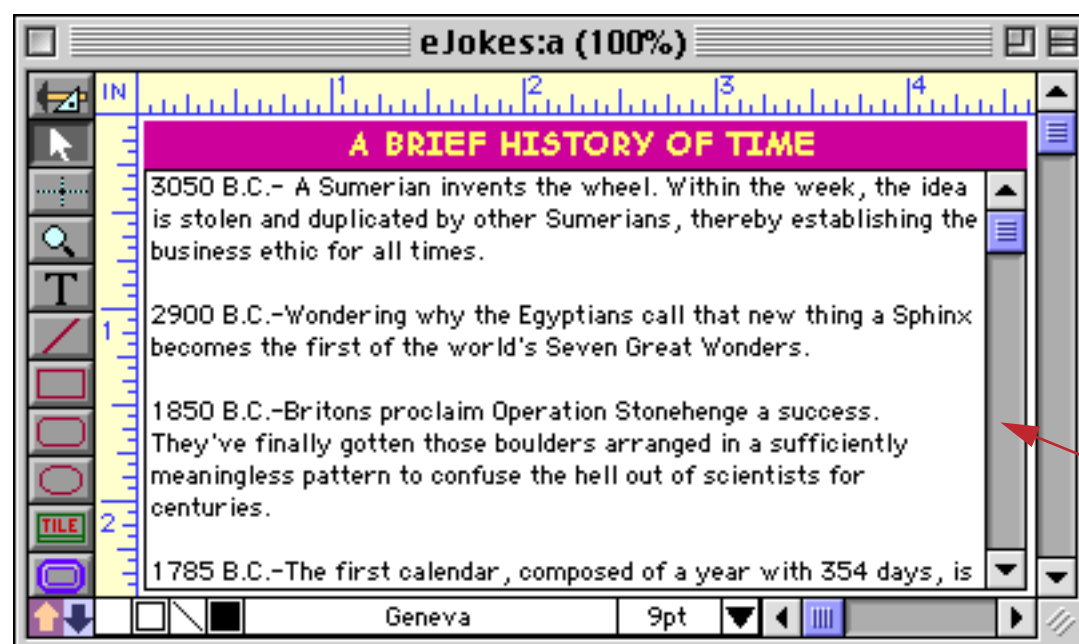 eJokes:a (100%)
IN
1 2 3 4
A BRIEF HISTORY OF TIME
3050 B.C.- A Sumerian invents the wheel. Within the week, the idea
is stolen and duplicated by other Sumerians, thereby establishing the
business ethic for all times.
2900 B.C.-Wondering why the Egyptians call that new thing a Sphinx
becomes the first of the world's Seven Great Wonders.
1850 B.C.-Britons proclaim Operation Stonehenge a success.
They've finally gotten those boulders arranged in a sufficiently
meaningless pattern to confuse the hell out of scientists for
centuries.
1785 B.C.-The first calendar, composed of a year with 354 days, is
T
1
TILE
2
Geneva
9pt